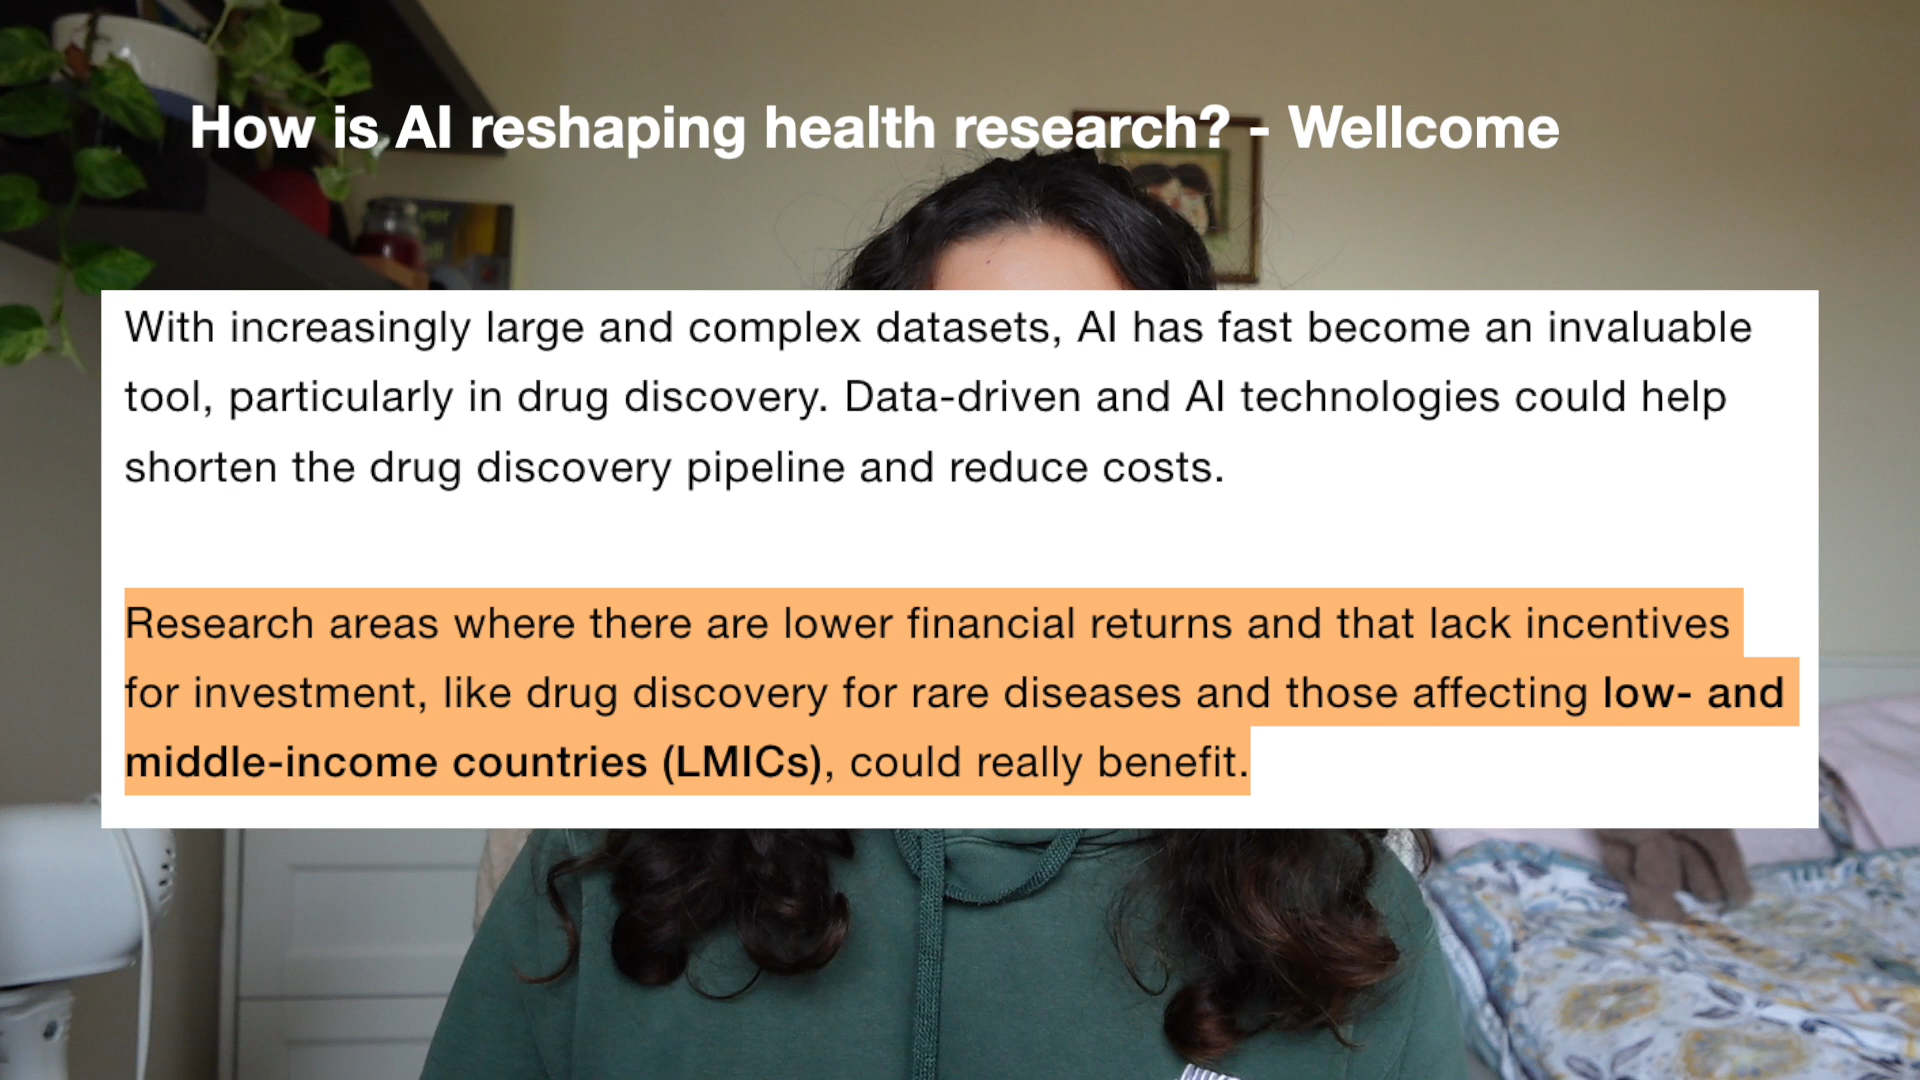 How is AI reshaping health research? - Wellcome
With increasingly large and complex datasets, AI has fast become an invaluable
tool, particularly in drug discovery. Data-driven and AI technologies could help
shorten the drug discovery pipeline and reduce costs.
Research areas where there are lower financial returns and that lack incentives
for investment, like drug discovery for rare diseases and those affecting low- and
middle-income countries (LMICs), could really benefit.